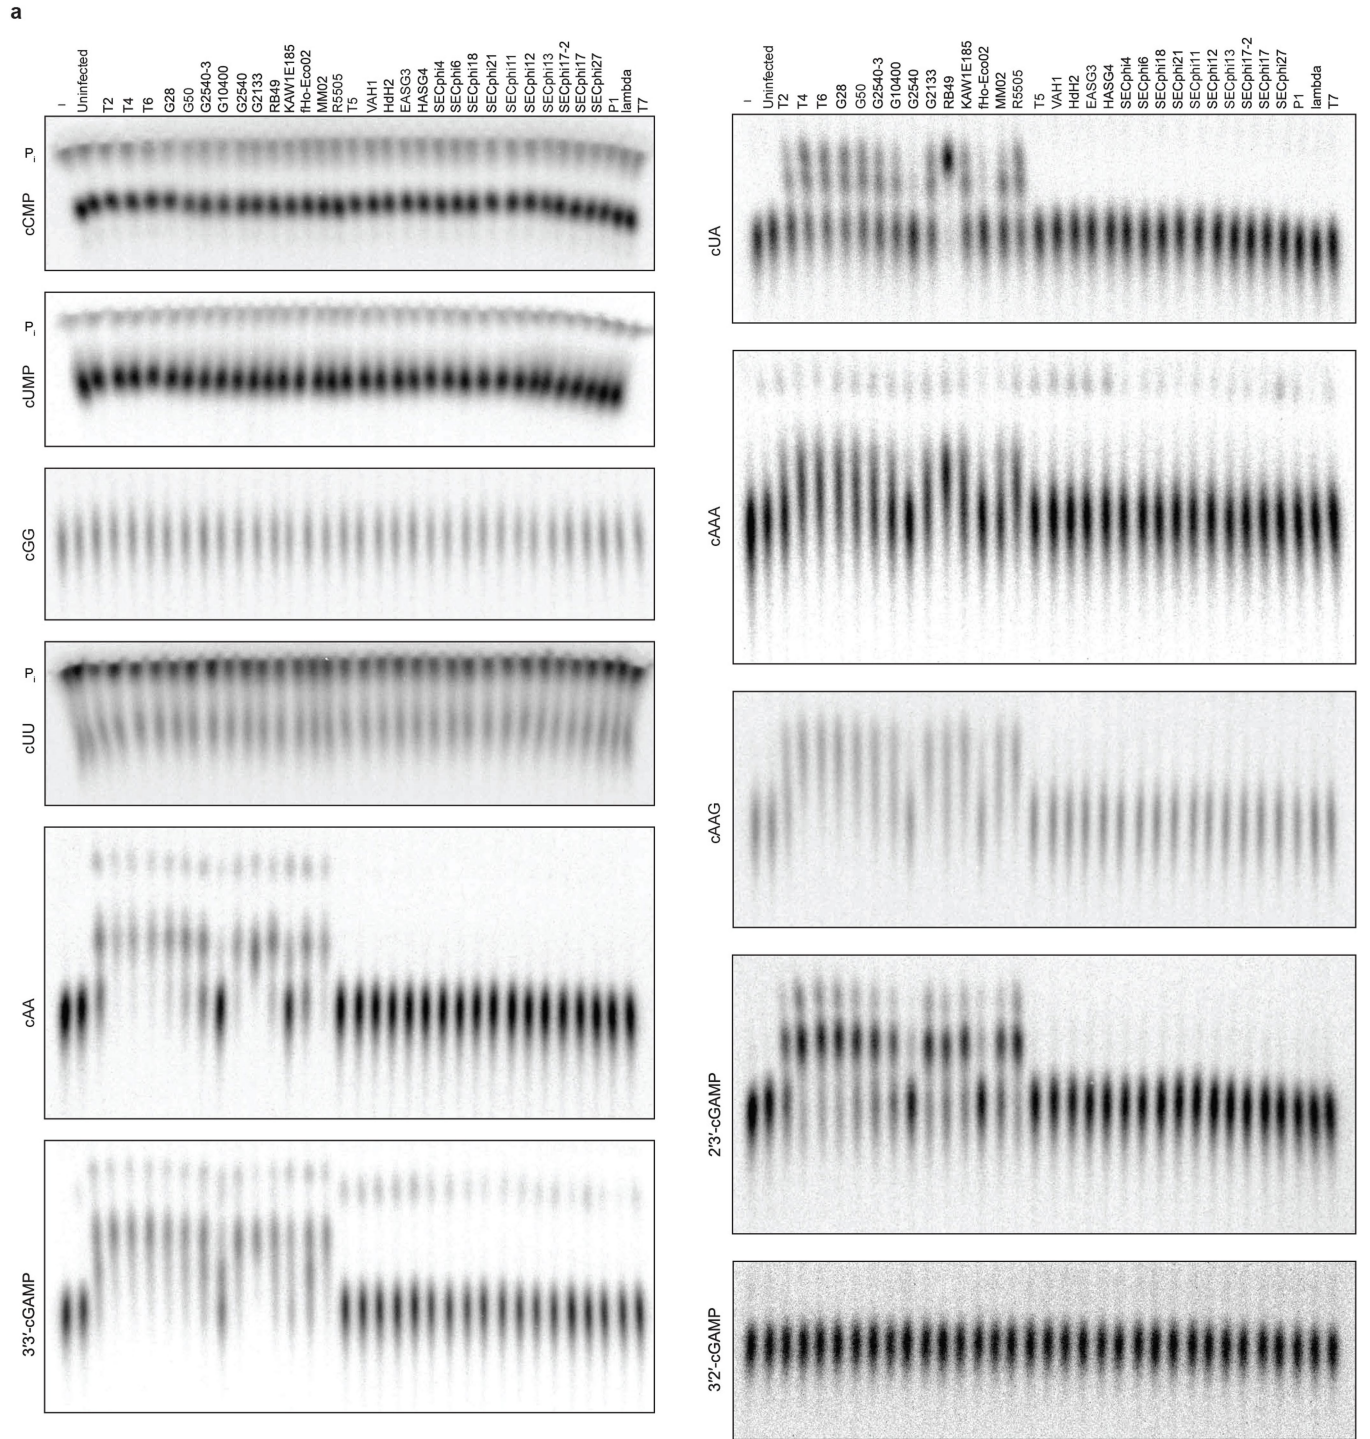 a
–
Uninfected
T2
T4
T6
G28
G50
G2540-3
G10400
G2540
G2133
RB49
KAW1E185
fHo-Eco02
MM02
R5505
T5
VAH1
HdH2
EASG3
HASG4
SECphi4
SECphi6
SECphi18
SECphi21
SECphi11
SECphi12
SECphi13
SECphi17-2
SECphi17
SECphi27
P1
lambda
T7
Pi
cCMP
Pi
cUMP
cGG
Pi
cUU
cAA
3′3′-cGAMP
–
Uninfected
T2
T4
T6
G28
G50
G2540-3
G10400
G2540
G2133
RB49
KAW1E185
fHo-Eco02
MM02
R5505
T5
VAH1
HdH2
EASG3
HASG4
SECphi4
SECphi6
SECphi18
SECphi21
SECphi11
SECphi12
SECphi13
SECphi17-2
SECphi17
SECphi27
P1
lambda
T7
cUA
cAAA
cAAG
2′3′-cGAMP
3′2′-cGAMP